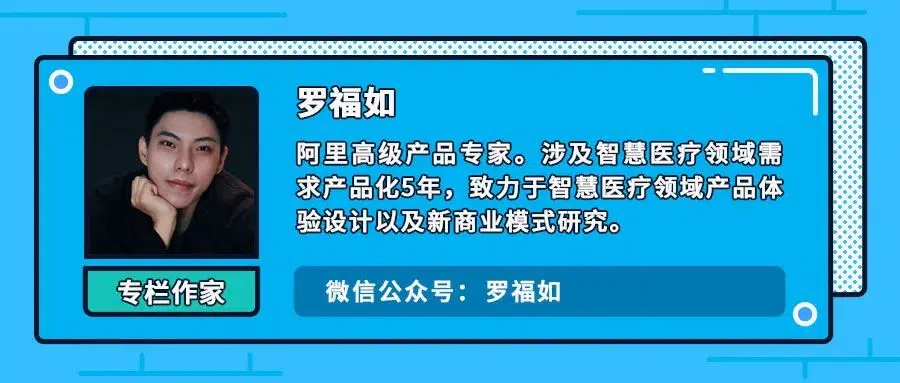 罗福如
阿里高级产品专家。涉及智慧医疗领域需
求产品化5年，致力于智慧医疗领域产品体
验设计以及新商业模式研究。
专栏作家
微信公众号：罗福如